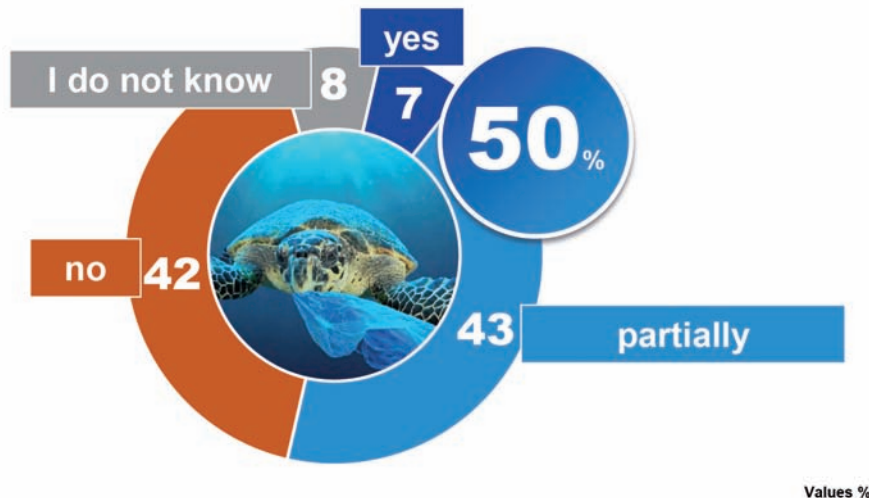 yes
I do not know
8
7
50%
no
42
43
partially
Values %